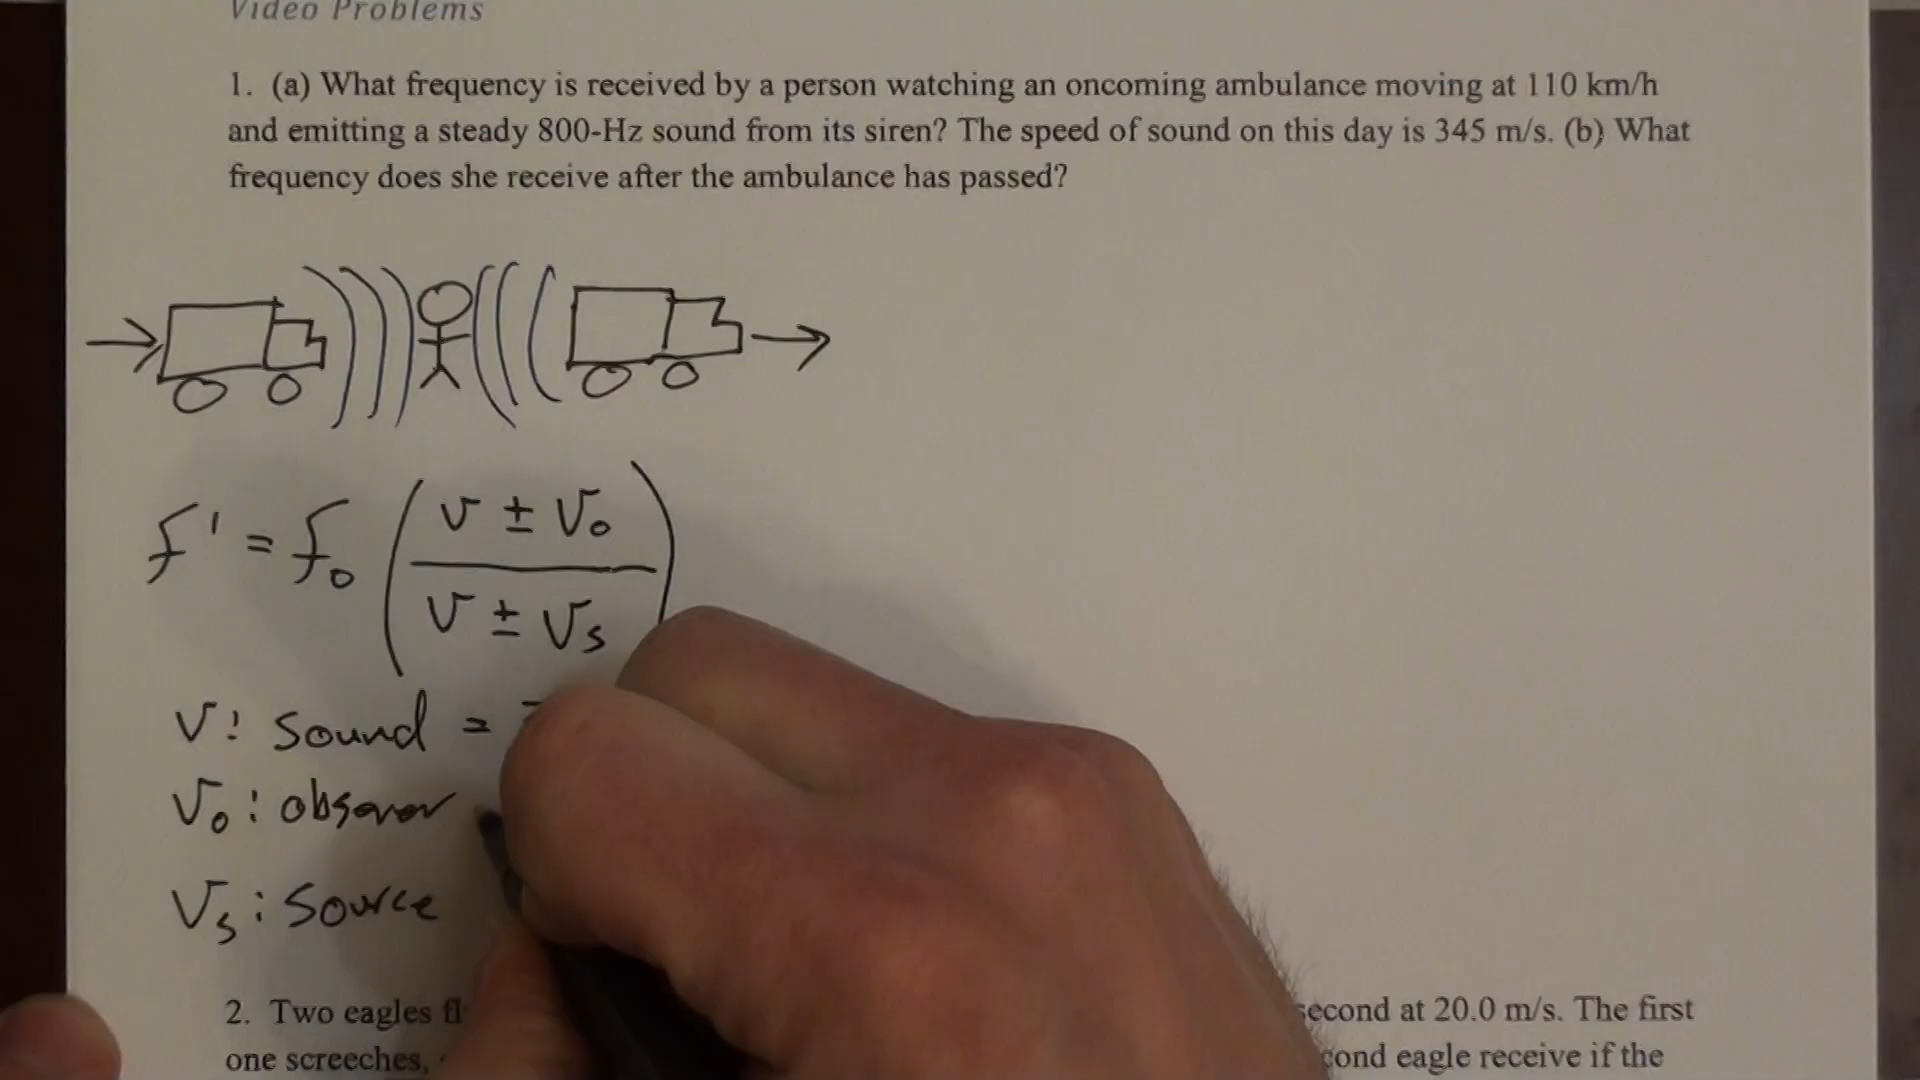 Video Problems
1. (a) What frequency is received by a person watching an oncoming ambulance moving at 110 km/h
and emitting a steady 800-Hz sound from its siren? The speed of sound on this day is 345 m/s. (b) What
frequency does she receive after the ambulance has passed?
f' = f₀ (v ± v₀ / v ± vₛ)
v: sound =
v₀: observer
vₛ: source
2. Two eagles second at 20.0 m/s. The first
one screeches, eagle receive if the